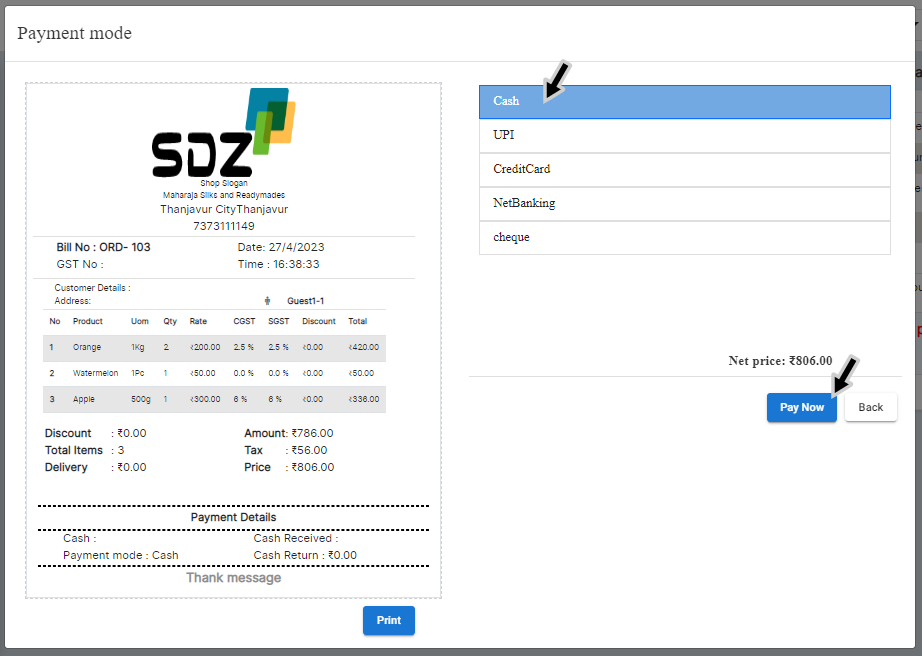 Payment mode
SDZ
Shop Slogan
Maharaja Silks and Readymades
Thanjavur CityThanjavur
7373111149
Bill No : ORD- 103 Date: 27/4/2023
GST No : Time : 16:38:33
Customer Details :
Address: Guest1-1
No Product Uom Qty Rate CGST SGST Discount Total
1 Orange 1Kg 2 ₹200.00 2.5 % 2.5 % ₹0.00 ₹420.00
2 Watermelon 1Pc 1 ₹50.00 0.0 % 0.0 % ₹0.00 ₹50.00
3 Apple 500g 1 ₹300.00 6 % 6 % ₹0.00 ₹336.00
Discount : ₹0.00 Amount: ₹786.00
Total Items : 3 Tax : ₹56.00
Delivery : ₹0.00 Price : ₹806.00
Payment Details
Cash : Cash Received :
Payment mode : Cash Cash Return : ₹0.00
Thank message
Print
Cash
UPI
CreditCard
NetBanking
cheque
Net price: ₹806.00
Pay Now Back